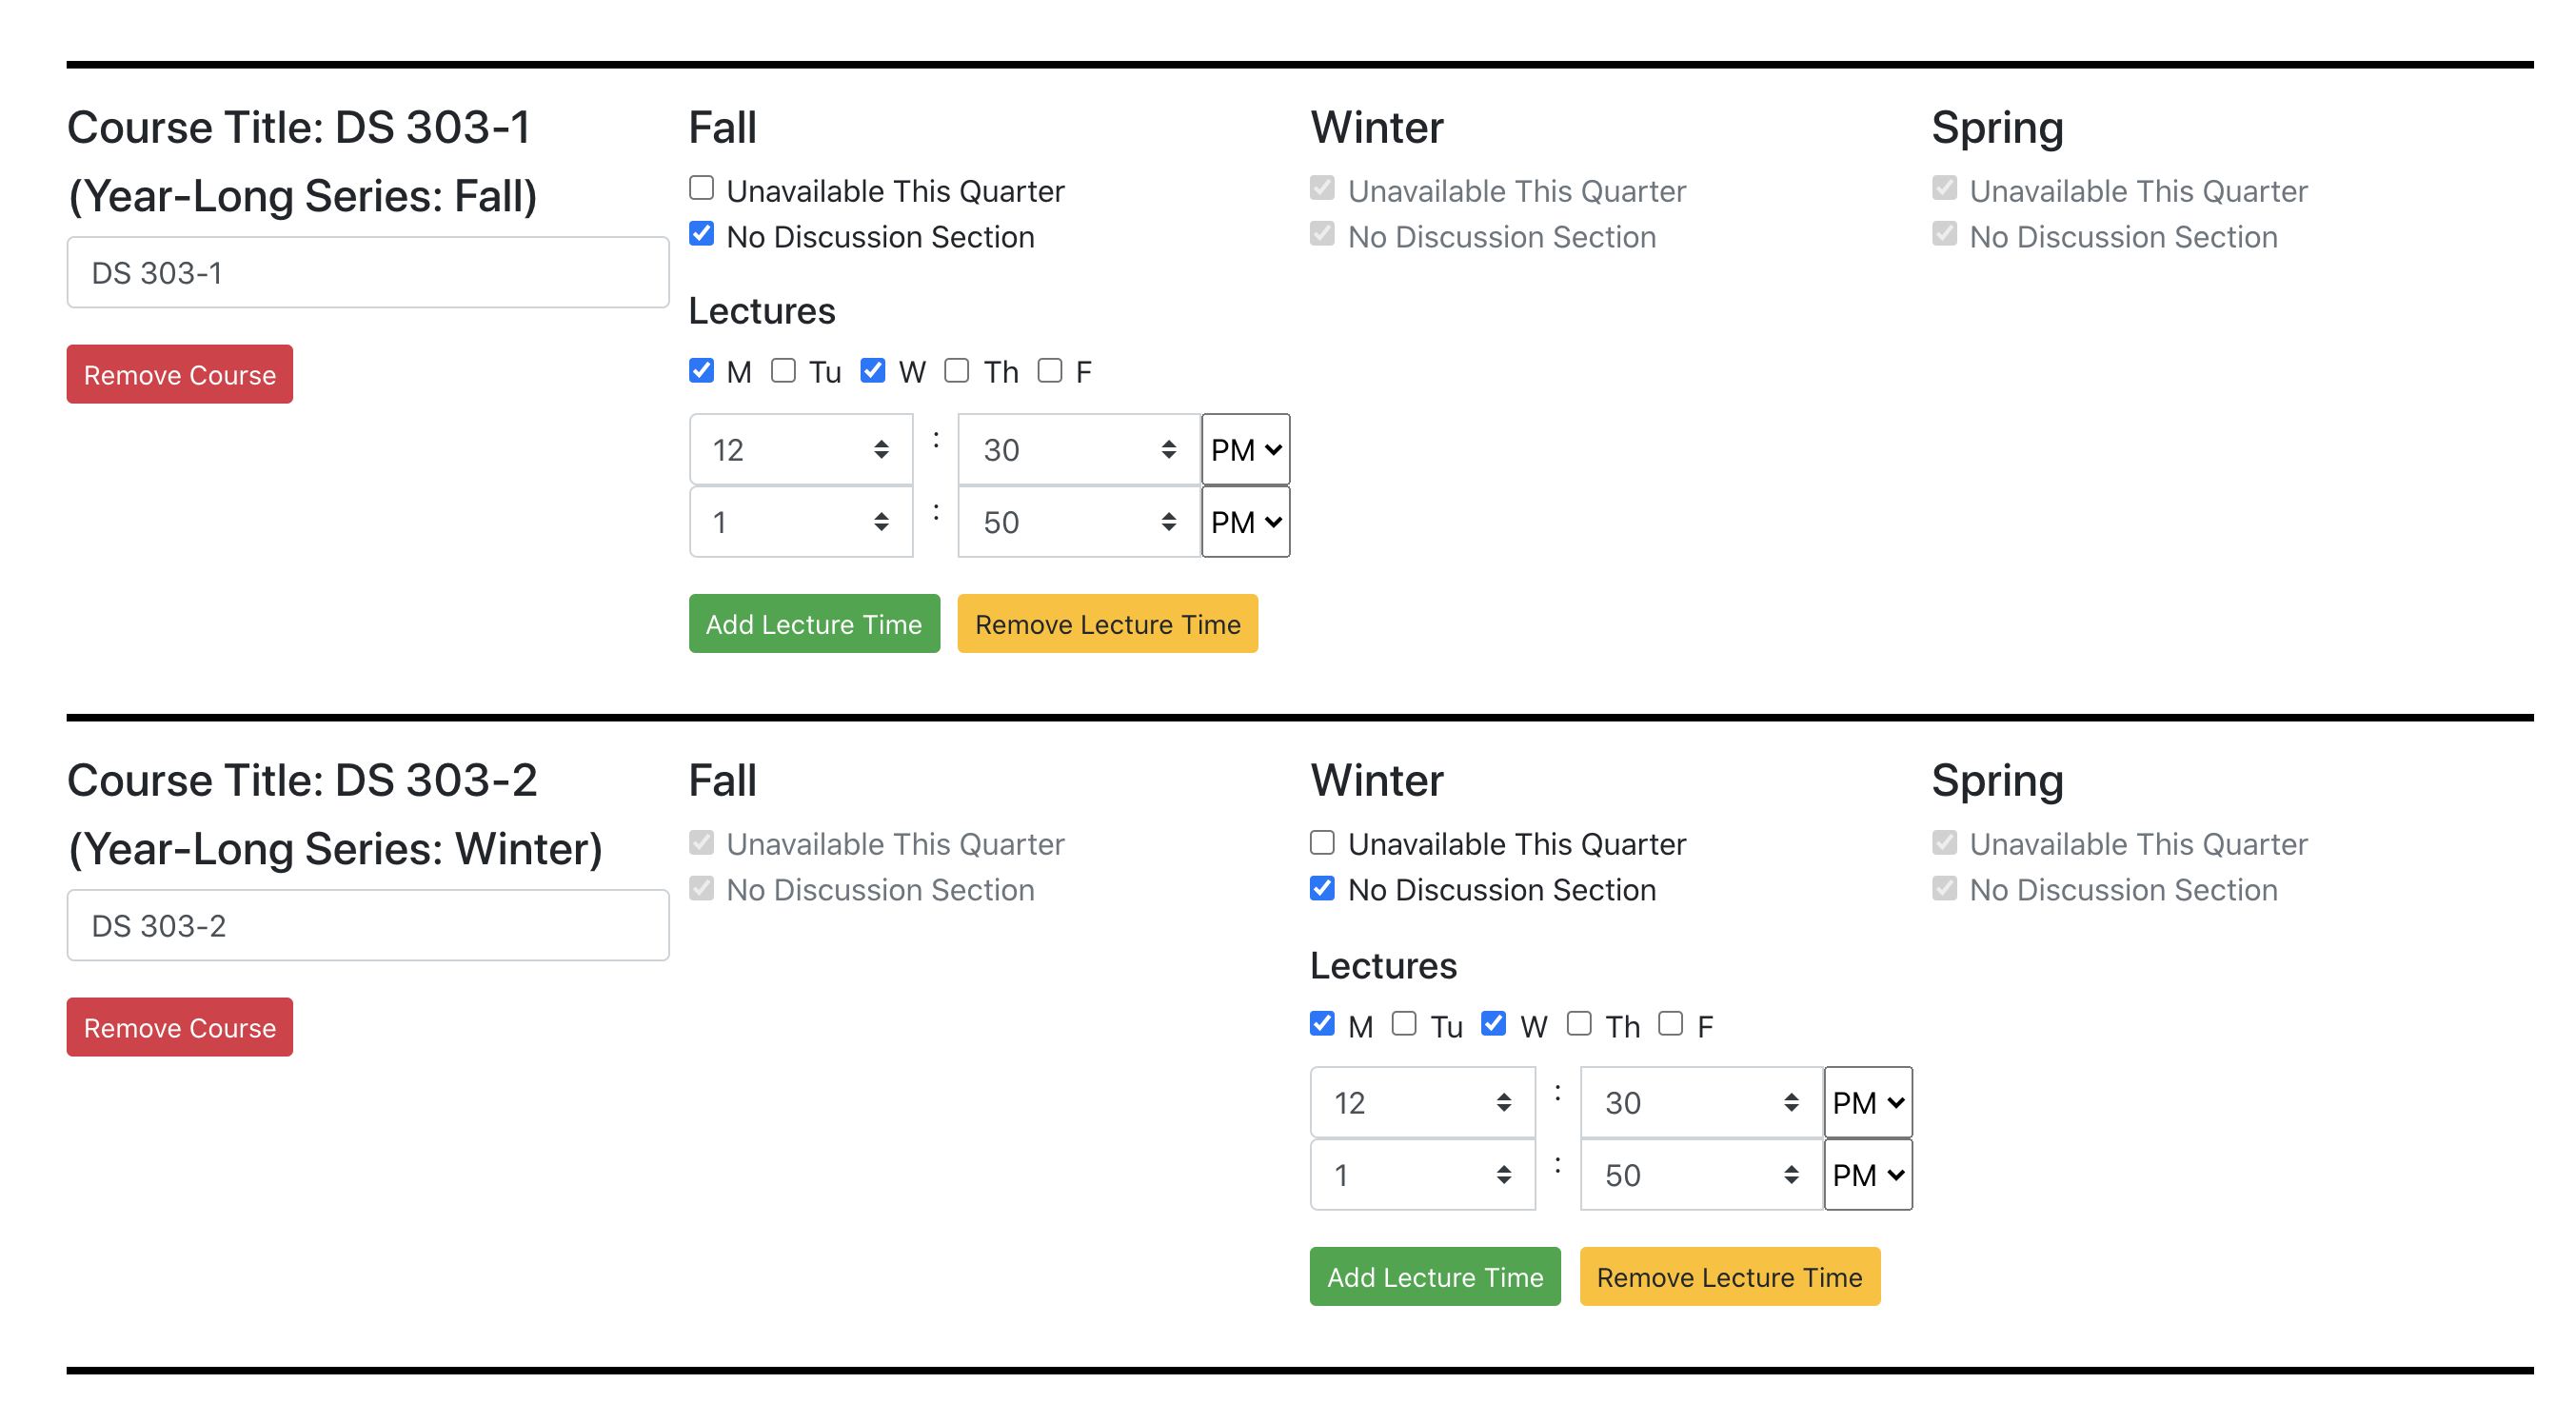 Course Title: DS 303-1
(Year-Long Series: Fall)
DS 303-1
Remove Course
Fall
Unavailable This Quarter
No Discussion Section
Lectures
M Tu W Th F
12 : 30 PM
1 : 50 PM
Add Lecture Time Remove Lecture Time
Winter
Unavailable This Quarter
No Discussion Section
Spring
Unavailable This Quarter
No Discussion Section
Course Title: DS 303-2
(Year-Long Series: Winter)
DS 303-2
Remove Course
Fall
Unavailable This Quarter
No Discussion Section
Winter
Unavailable This Quarter
No Discussion Section
Lectures
M Tu W Th F
12 : 30 PM
1 : 50 PM
Add Lecture Time Remove Lecture Time
Spring
Unavailable This Quarter
No Discussion Section